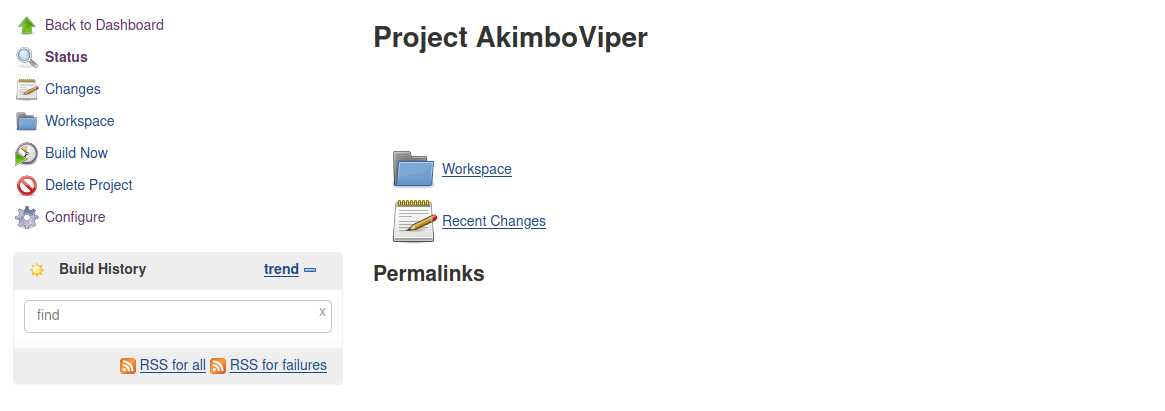 Back to Dashboard
Status
Changes
Workspace
Build Now
Delete Project
Configure
Build History trend
find x
RSS for all RSS for failures
Project AkimboViper
Workspace
Recent Changes
Permalinks